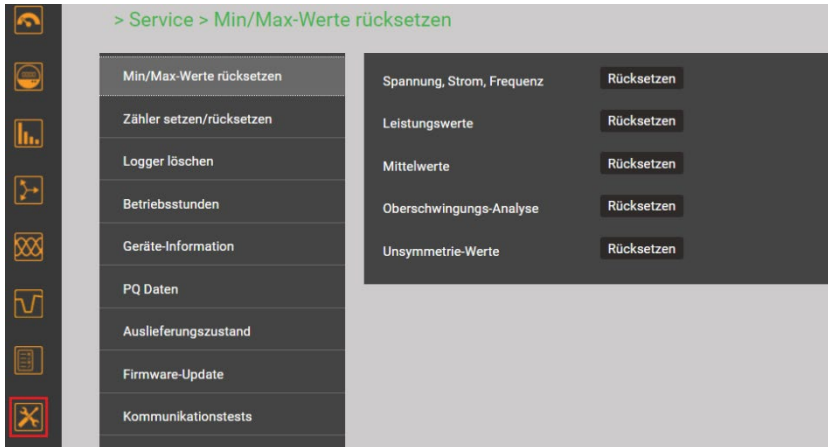 > Service > Min/Max-Werte rücksetzen
Min/Max-Werte rücksetzen
Zähler setzen/rücksetzen
Logger löschen
Betriebsstunden
Geräte-Information
PQ Daten
Auslieferungszustand
Firmware-Update
Kommunikationstests
Spannung, Strom, Frequenz Rücksetzen
Leistungswerte Rücksetzen
Mittelwerte Rücksetzen
Oberschwingungs-Analyse Rücksetzen
Unsymmetrie-Werte Rücksetzen